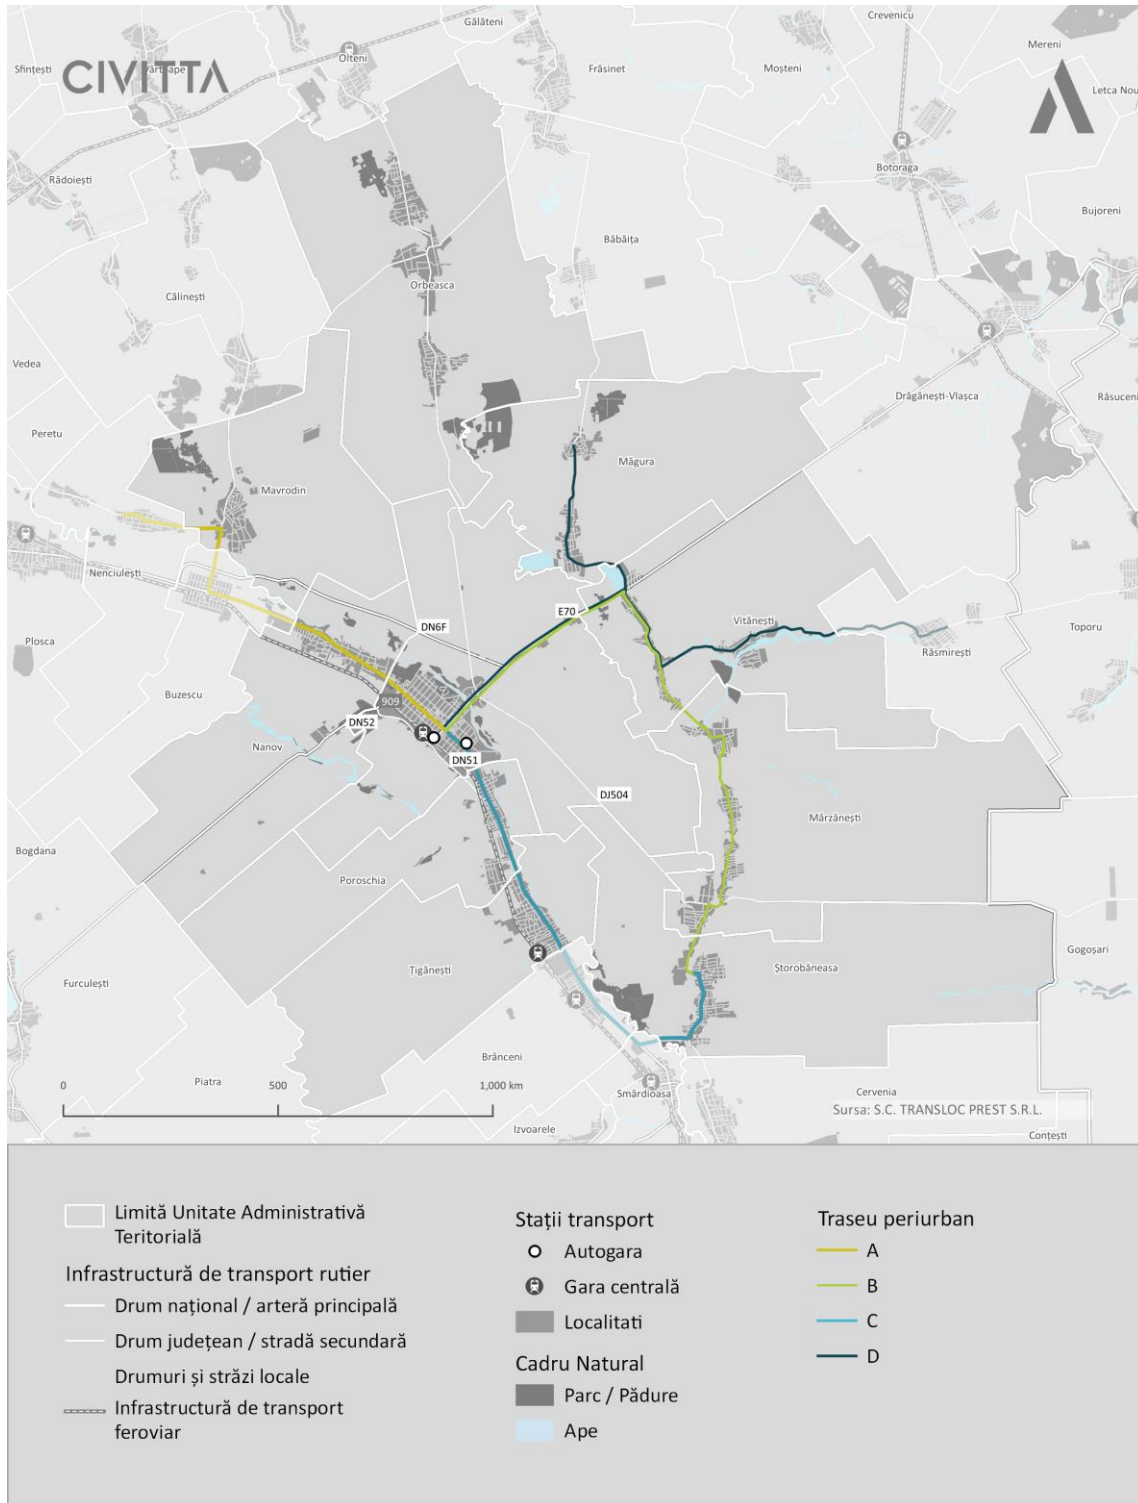 Crevenicu
Gălăteni
Mereni
CIVITTA
Vârtoape
Sfințești
Olteni
Frăsinet
Moșteni
Letca Nouă
Botoraga
Rădoiești
Bujoreni
Băbăița
Orbeasca
Călinești
Vedea
Drăgănești-Vlașca
Răsuceni
Peretu
Măgura
Mavrodin
Nenciulești
E70
Vitănești
DN6F
Toporu
Plosca
Răsmirești
Buzescu
909
DN52
Nanov
DN51
DJ504
Mârzănești
Bogdana
Poroschia
Gogoșari
Țigănești
Ștorobăneasa
Furculești
Brânceni
Piatra
0
500
1,000 km
Smârdioasa
Cervenia
Sursa: S.C. TRANSLOC PREST S.R.L.
Izvoarele
Conțești
Limită Unitate Administrativă
Teritorială
Infrastructură de transport rutier
Drum național / arteră principală
Drum județean / stradă secundară
Drumuri și străzi locale
Infrastructură de transport
feroviar
Stații transport
Autogara
Gara centrală
Localitati
Cadru Natural
Parc / Pădure
Ape
Traseu periurban
A
B
C
D